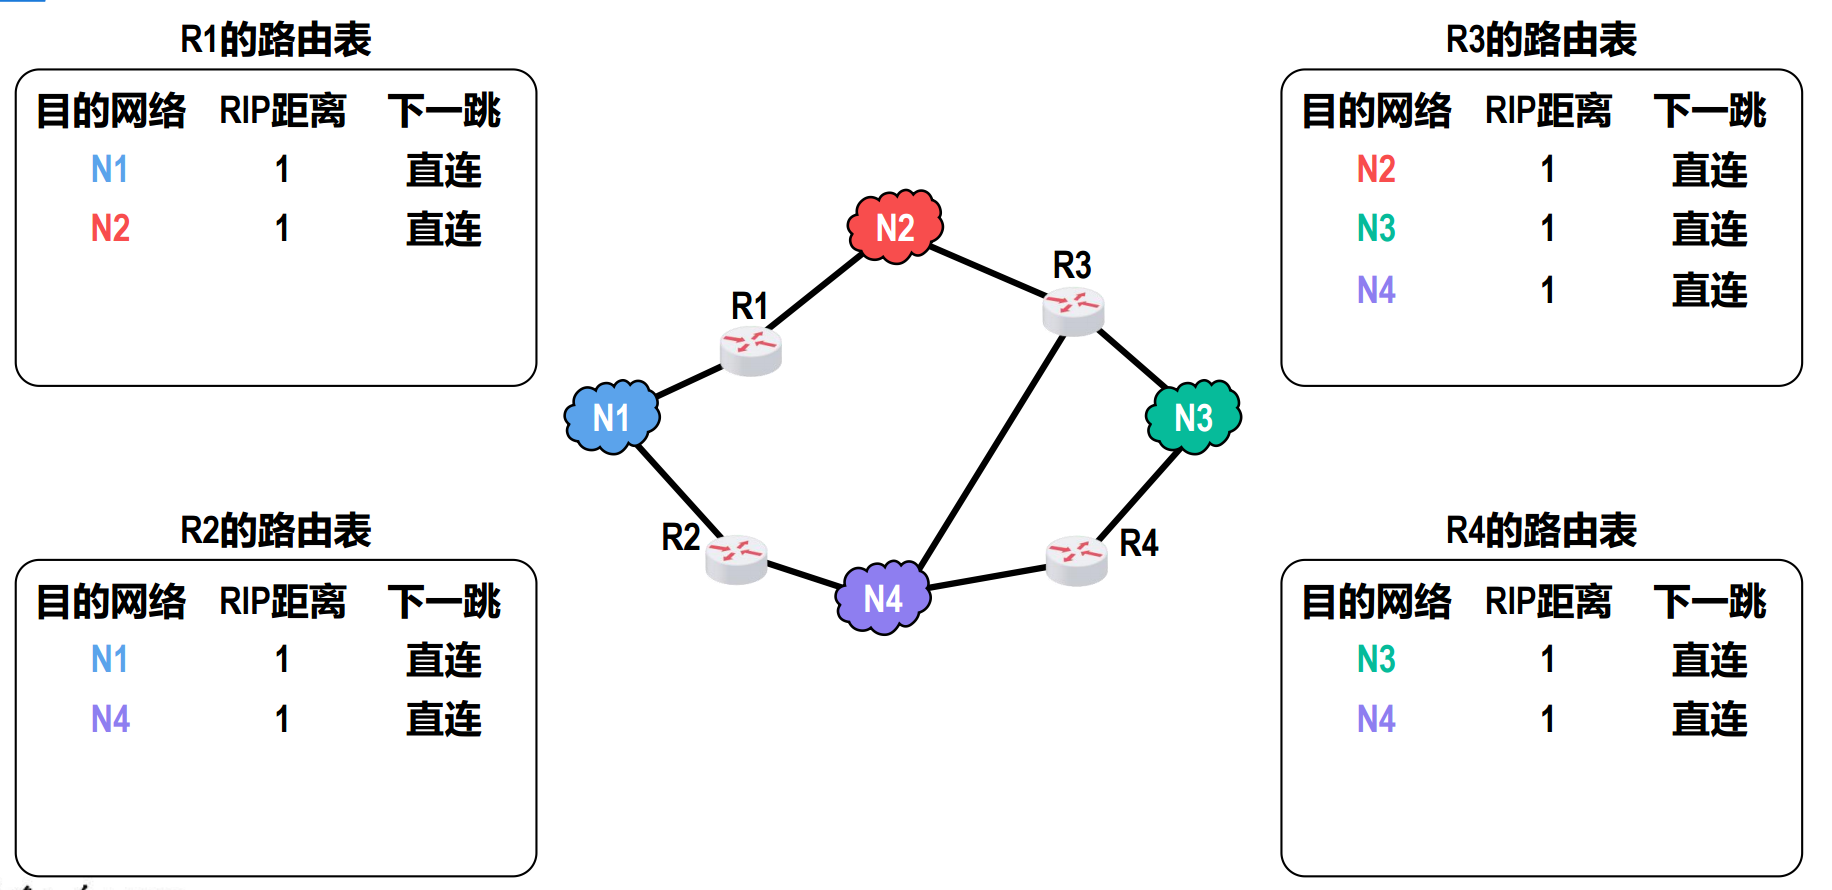 R1的路由表
目的网络 RIP距离 下一跳
N1 1 直连
N2 1 直连
R3的路由表
目的网络 RIP距离 下一跳
N2 1 直连
N3 1 直连
N4 1 直连
N2
R3
R1
N1
N3
R2
R4
N4
R2的路由表
目的网络 RIP距离 下一跳
N1 1 直连
N4 1 直连
R4的路由表
目的网络 RIP距离 下一跳
N3 1 直连
N4 1 直连